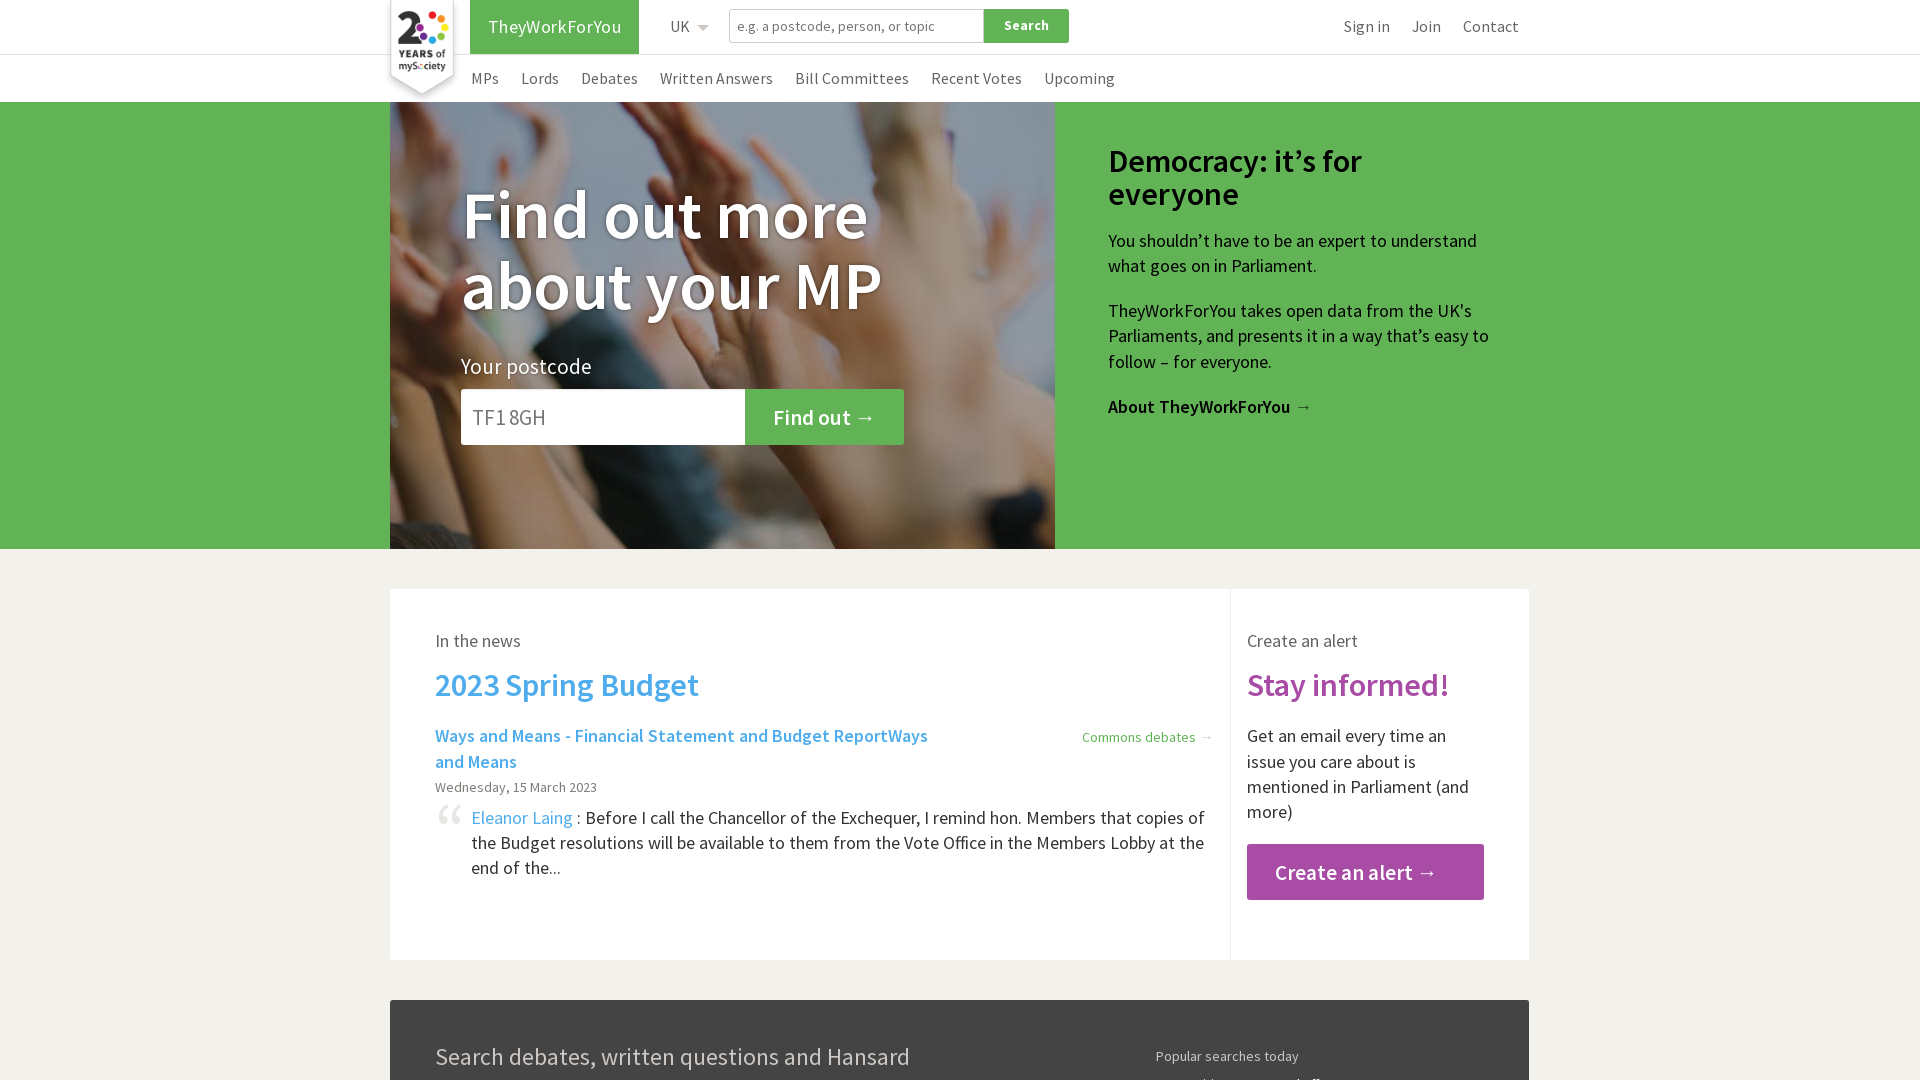 20
YEARS of
mySociety
TheyWorkForYou
UK
e.g. a postcode, person, or topic
Search
Sign in
Join
Contact
MPs
Lords
Debates
Written Answers
Bill Committees
Recent Votes
Upcoming
Find out more
about your MP
Your postcode
TF1 8GH
Find out →
Democracy: it’s for
everyone
You shouldn’t have to be an expert to understand
what goes on in Parliament.
TheyWorkForYou takes open data from the UK's
Parliaments, and presents it in a way that’s easy to
follow – for everyone.
About TheyWorkForYou →
In the news
2023 Spring Budget
Ways and Means - Financial Statement and Budget ReportWays
and Means
Commons debates →
Wednesday, 15 March 2023
Eleanor Laing : Before I call the Chancellor of the Exchequer, I remind hon. Members that copies of
the Budget resolutions will be available to them from the Vote Office in the Members Lobby at the
end of the...
Create an alert
Stay informed!
Get an email every time an
issue you care about is
mentioned in Parliament (and
more)
Create an alert →
Search debates, written questions and Hansard
Popular searches today